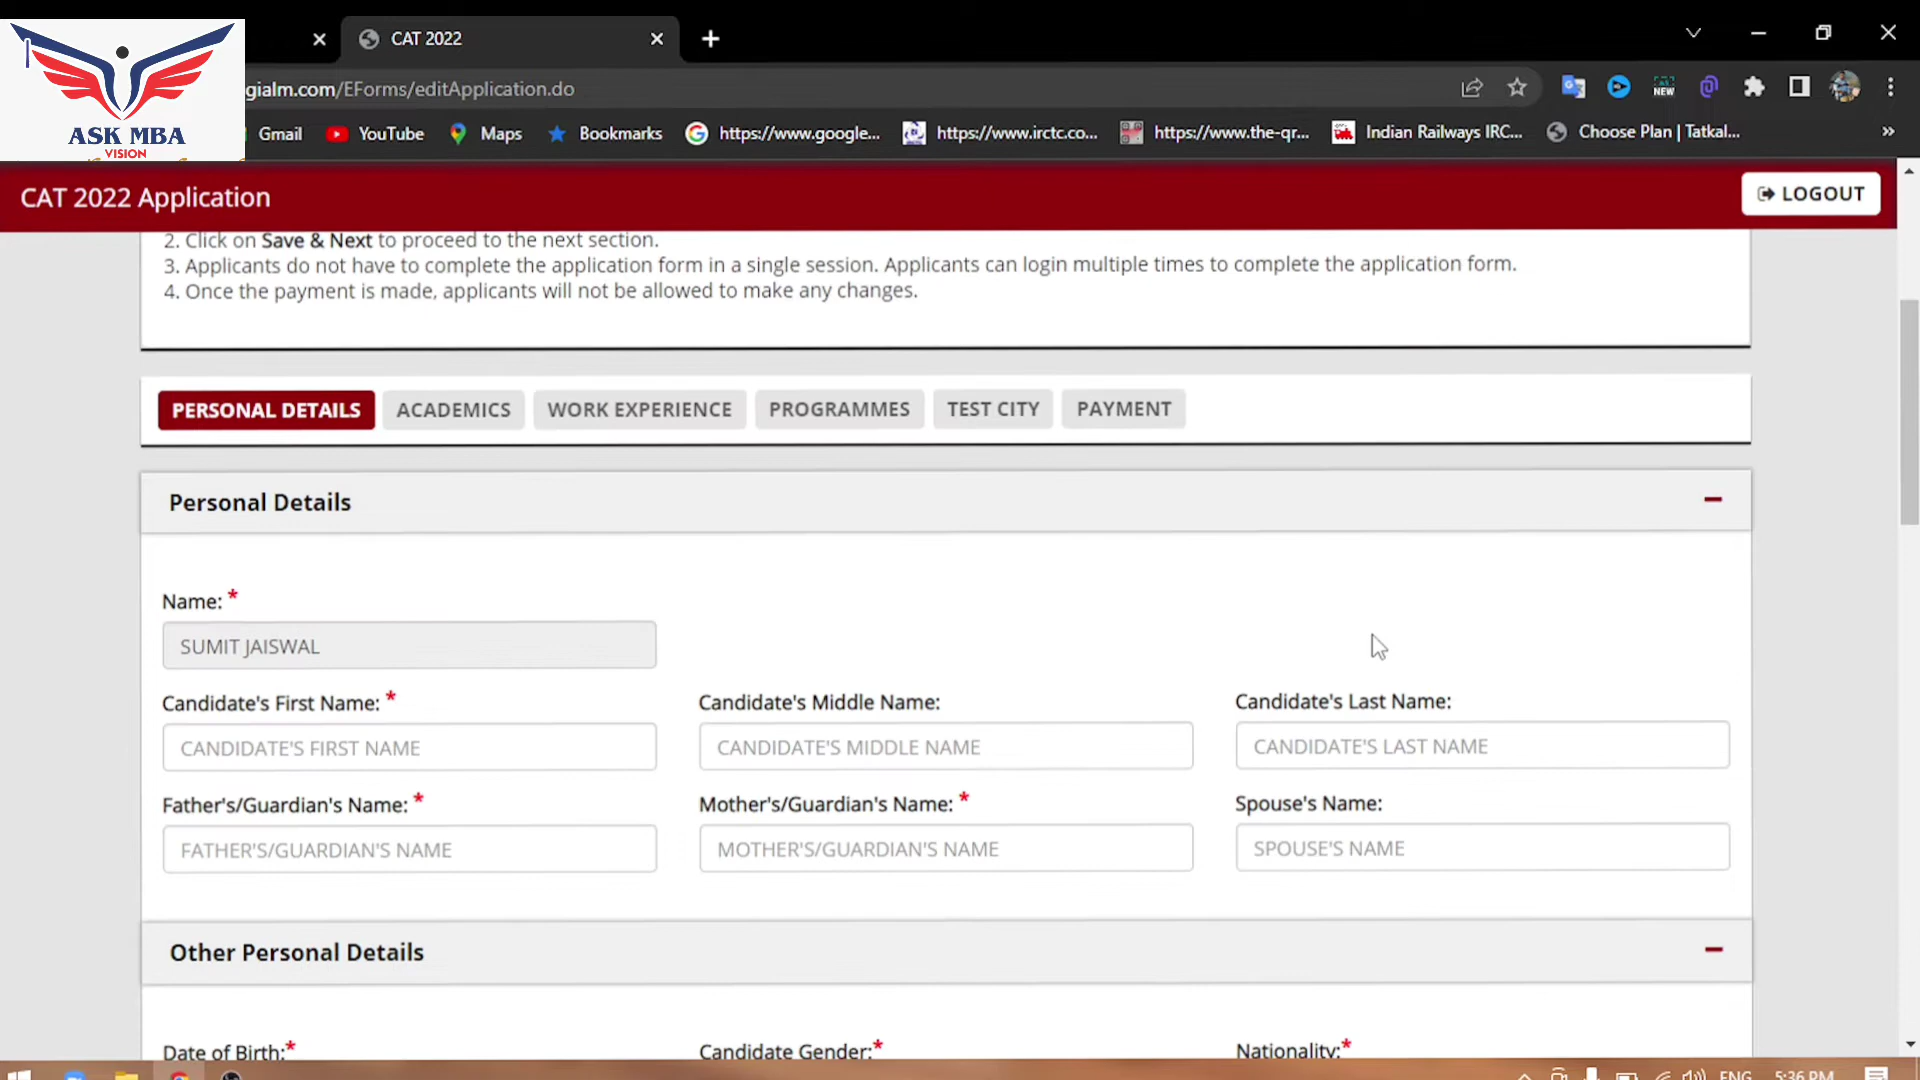 CAT 2022
ASK MBA
VISION
gialm.com/EForms/editApplication.do
NEW
Gmail
YouTube
Maps
Bookmarks
https://www.google...
https://www.irctc.co...
https://www.the-qr...
Indian Railways IRC...
Choose Plan | Tatkal...
»
CAT 2022 Application
LOGOUT
2. Click on Save & Next to proceed to the next section.
3. Applicants do not have to complete the application form in a single session. Applicants can login multiple times to complete the application form.
4. Once the payment is made, applicants will not be allowed to make any changes.
PERSONAL DETAILS
ACADEMICS
WORK EXPERIENCE
PROGRAMMES
TEST CITY
PAYMENT
Personal Details
Name: *
SUMIT JAISWAL
Candidate's First Name: *
Candidate's Middle Name:
Candidate's Last Name:
CANDIDATE'S FIRST NAME
CANDIDATE'S MIDDLE NAME
CANDIDATE'S LAST NAME
Father's/Guardian's Name: *
Mother's/Guardian's Name: *
Spouse's Name:
FATHER'S/GUARDIAN'S NAME
MOTHER'S/GUARDIAN'S NAME
SPOUSE'S NAME
Other Personal Details
Date of Birth:*
Candidate Gender:*
Nationality:*
ENG
5:36 PM